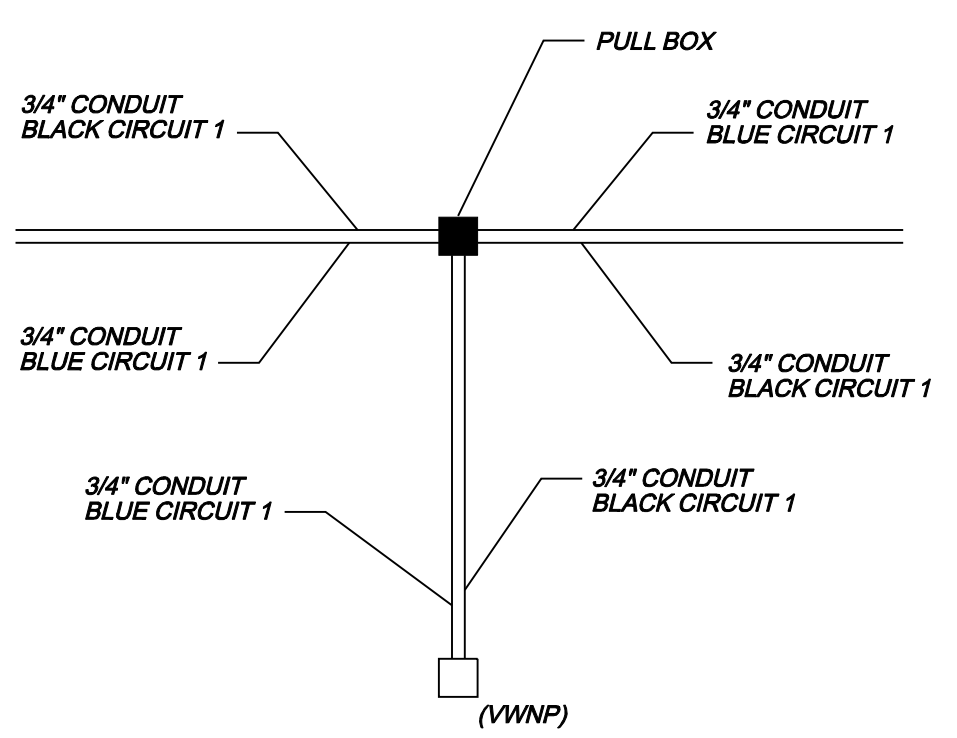 PULL BOX
3/4" CONDUIT
BLACK CIRCUIT 1
3/4" CONDUIT
BLUE CIRCUIT 1
3/4" CONDUIT
BLUE CIRCUIT 1
3/4" CONDUIT
BLACK CIRCUIT 1
3/4" CONDUIT
BLUE CIRCUIT 1
3/4" CONDUIT
BLACK CIRCUIT 1
(VWNP)